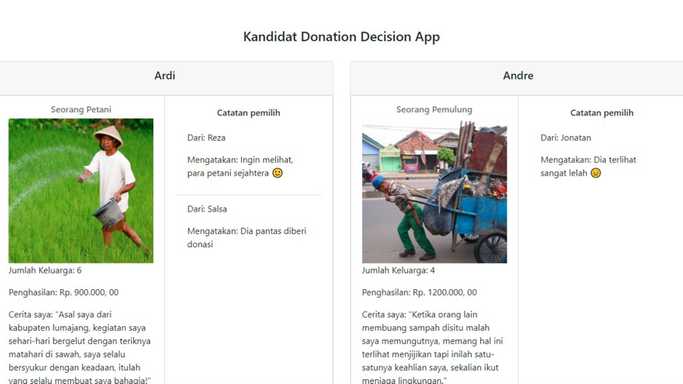 Kandidat Donation Decision App
Ardi
Seorang Petani
Jumlah Keluarga: 6
Penghasilan: Rp. 900.000, 00
Cerita saya: "Asal saya dari
kabupaten lumajang, kegiatan saya
sehari-hari bergelut dengan teriknya
matahari di sawah, saya selalu
bersyukur dengan keadaan, itulah
yang selalu membuat saya bahagia!"
Catatan pemilih
Dari: Reza
Mengatakan: Ingin melihat,
para petani sejahtera 🙂
Dari: Salsa
Mengatakan: Dia pantas diberi
donasi
Andre
Seorang Pemulung
Jumlah Keluarga: 4
Penghasilan: Rp. 1200.000, 00
Cerita saya: "Ketika orang lain
membuang sampah disitu malah
saya memungutnya, memang hal ini
terlihat menjijikan tapi inilah satu-
satunya keahlian saya, sekalian ikut
menjaga lingkungan."
Catatan pemilih
Dari: Jonatan
Mengatakan: Dia terlihat
sangat lelah 😥